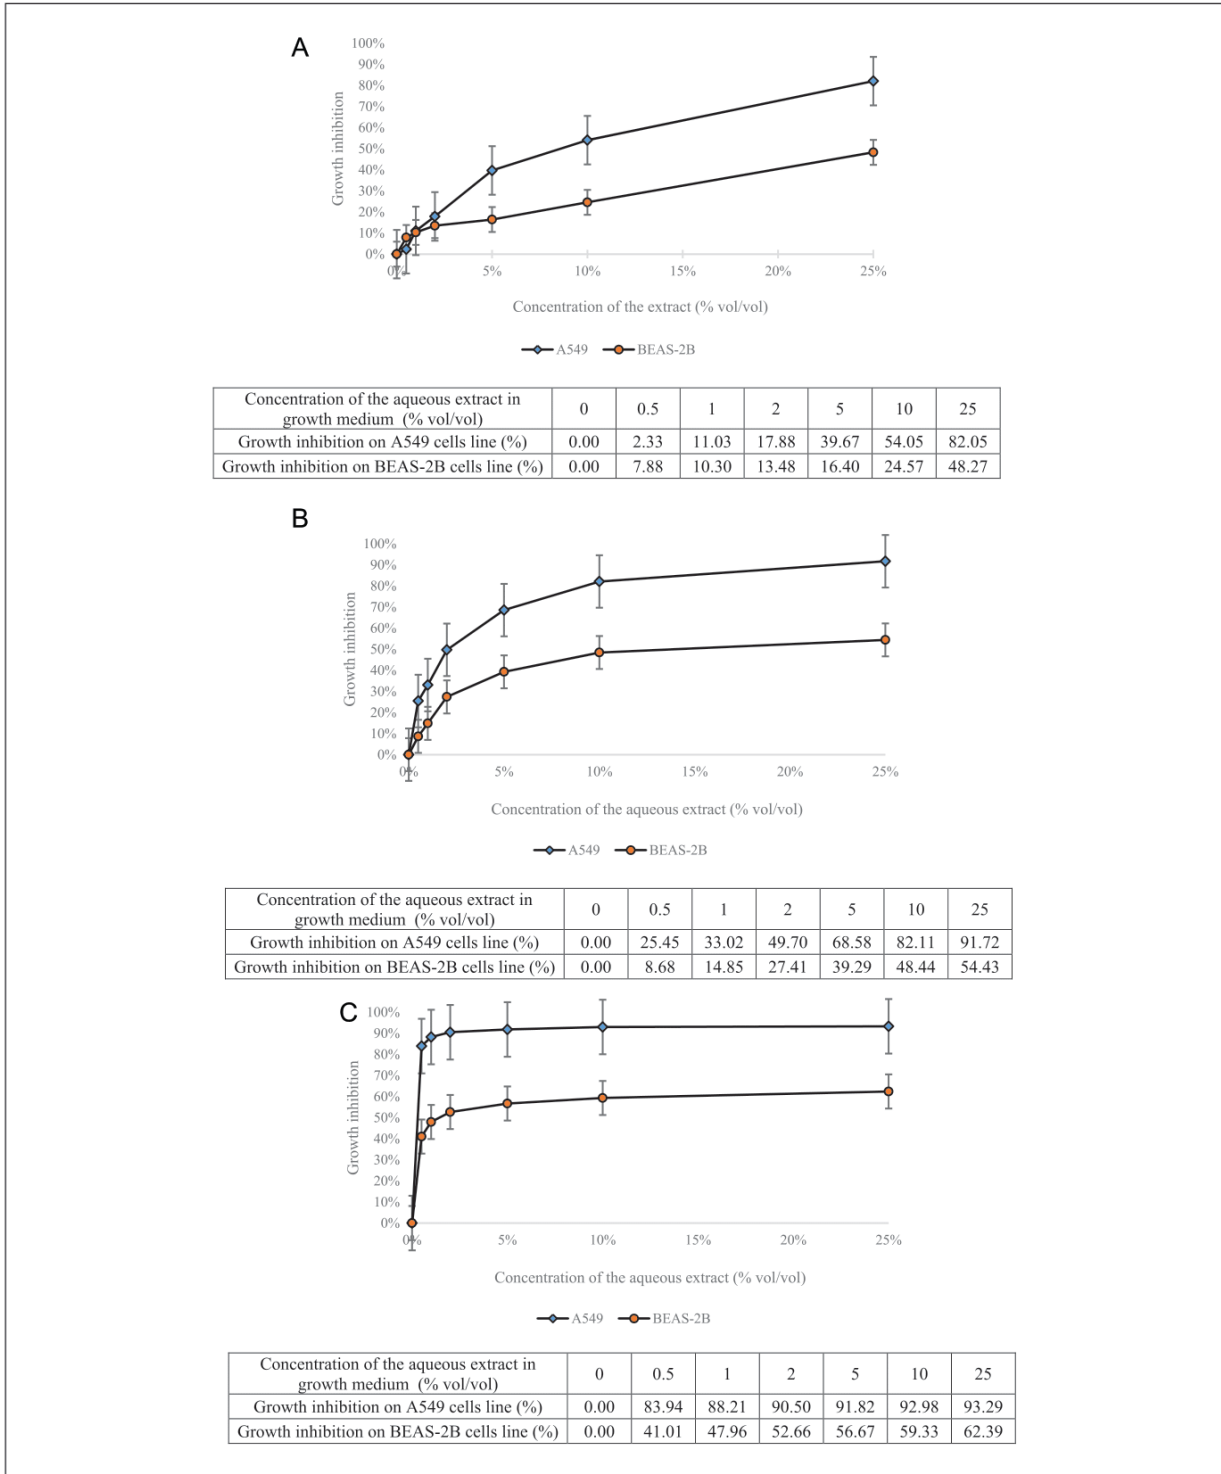 A
100%
90%
80%
70%
60%
50%
40%
30%
20%
10%
0%
Growth inhibition
0% 5% 10% 15% 20% 25%
Concentration of the extract (% vol/vol)
A549 BEAS-2B
Concentration of the aqueous extract in
growth medium (% vol/vol) 0 0.5 1 2 5 10 25
Growth inhibition on A549 cells line (%) 0.00 2.33 11.03 17.88 39.67 54.05 82.05
Growth inhibition on BEAS-2B cells line (%) 0.00 7.88 10.30 13.48 16.40 24.57 48.27
B
100%
90%
80%
70%
60%
50%
40%
30%
20%
10%
0%
Growth inhibition
0% 5% 10% 15% 20% 25%
Concentration of the aqueous extract (% vol/vol)
A549 BEAS-2B
Concentration of the aqueous extract in
growth medium (% vol/vol) 0 0.5 1 2 5 10 25
Growth inhibition on A549 cells line (%) 0.00 25.45 33.02 49.70 68.58 82.11 91.72
Growth inhibition on BEAS-2B cells line (%) 0.00 8.68 14.85 27.41 39.29 48.44 54.43
C
100%
90%
80%
70%
60%
50%
40%
30%
20%
10%
0%
Growth inhibition
0% 5% 10% 15% 20% 25%
Concentration of the aqueous extract (% vol/vol)
A549 BEAS-2B
Concentration of the aqueous extract in
growth medium (% vol/vol) 0 0.5 1 2 5 10 25
Growth inhibition on A549 cells line (%) 0.00 83.94 88.21 90.50 91.82 92.98 93.29
Growth inhibition on BEAS-2B cells line (%) 0.00 41.01 47.96 52.66 56.67 59.33 62.39